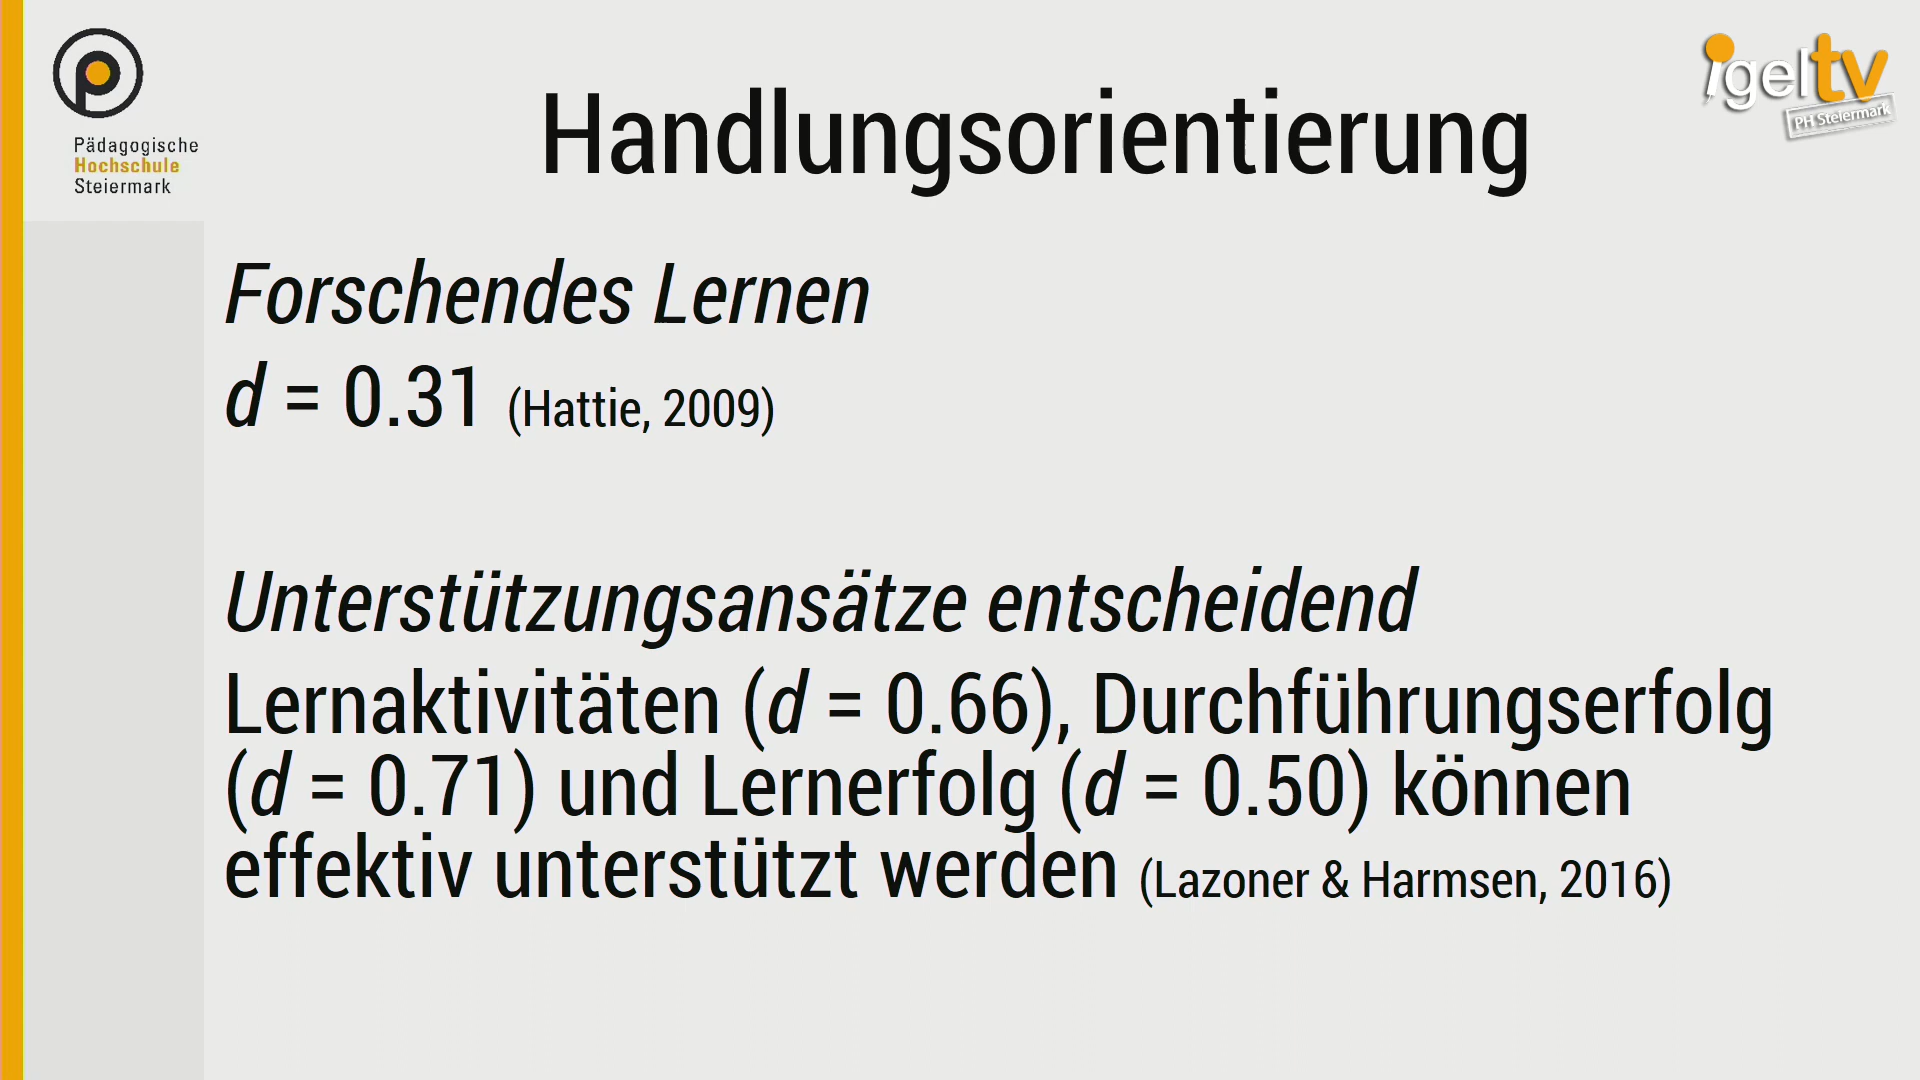 Pädagogische
Hochschule
Steiermark
igeltv
PH Steiermark
Handlungsorientierung
Forschendes Lernen
d = 0.31 (Hattie, 2009)
Unterstützungsansätze entscheidend
Lernaktivitäten (d = 0.66), Durchführungserfolg
(d = 0.71) und Lernerfolg (d = 0.50) können
effektiv unterstützt werden (Lazoner & Harmsen, 2016)